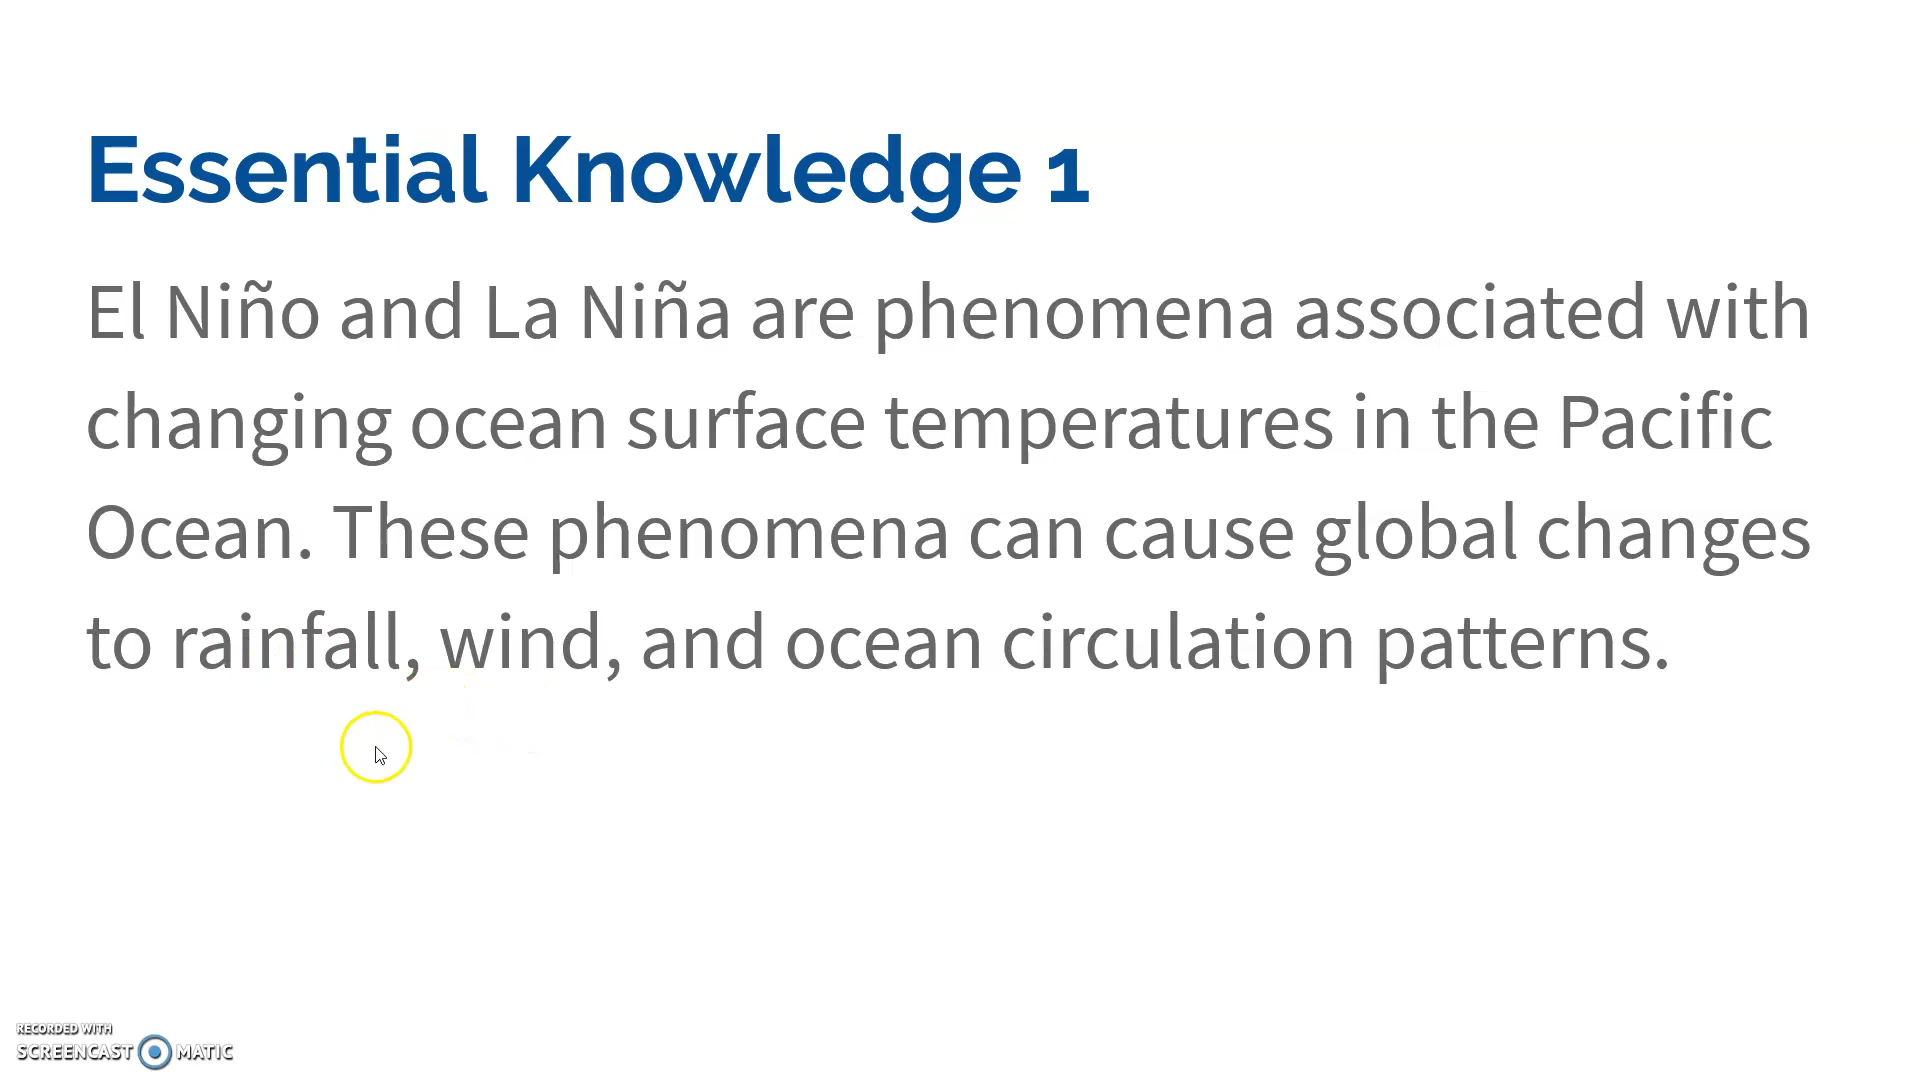 Essential Knowledge 1
El Niño and La Niña are phenomena associated with
changing ocean surface temperatures in the Pacific
Ocean. These phenomena can cause global changes
to rainfall, wind, and ocean circulation patterns.
RECORDED WITH
SCREENCAST MATIC